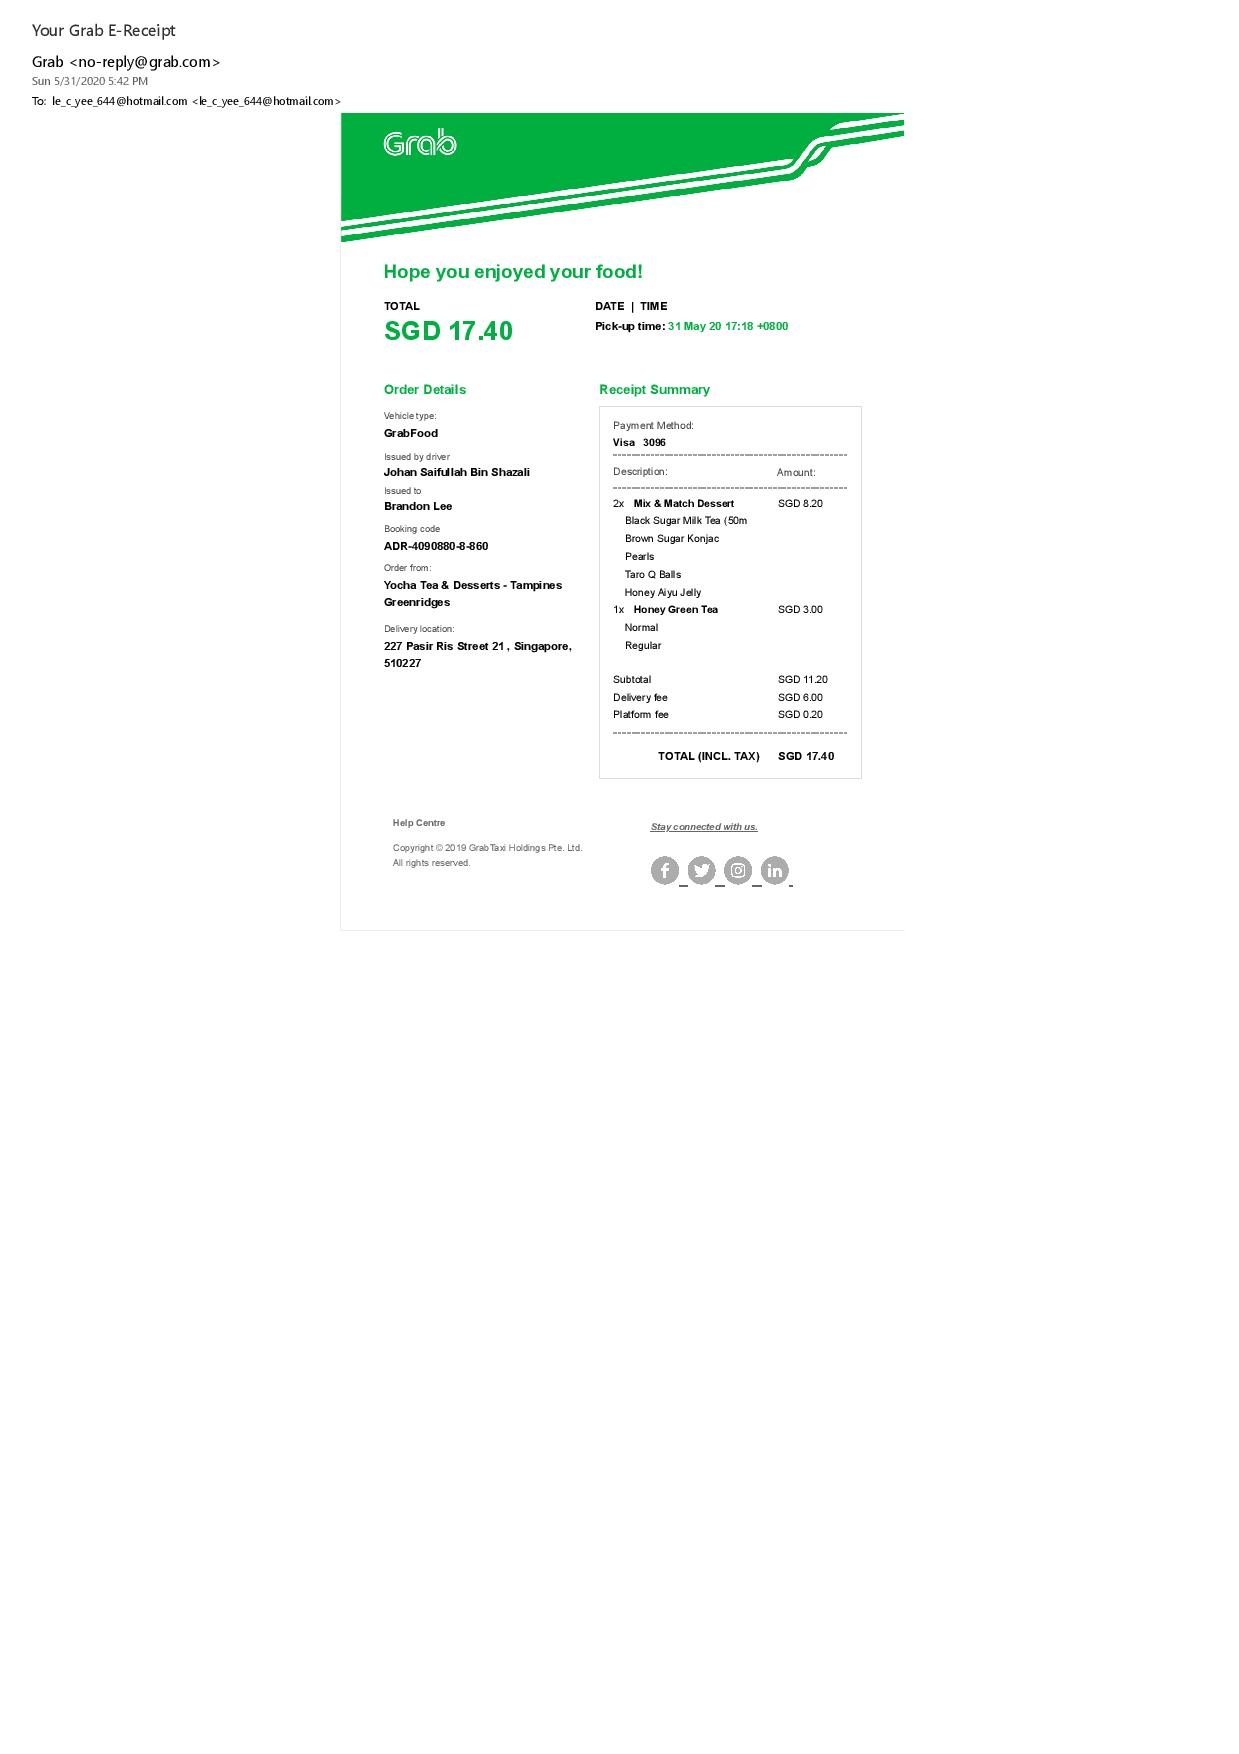 Your Grab E-Receipt
Grab <no-reply@grab.com>
Sun 5/31/2020 5:42 PM
To: le_c_yee_644@hotmail.com <le_c_yee_644@hotmail.com>
Grab
Hope you enjoyed your food!
TOTAL
SGD 17.40
DATE | TIME
Pick-up time: 31 May 20 17:18 +0800
Order Details
Vehicle type:
GrabFood
Issued by driver
Johan Saifullah Bin Shazali
Issued to
Brandon Lee
Booking code
ADR-4090880-8-860
Order from:
Yocha Tea & Desserts - Tampines
Greenridges
Delivery location:
227 Pasir Ris Street 21 , Singapore,
510227
Receipt Summary
Payment Method:
Visa 3096
Description: Amount:
2x Mix & Match Dessert SGD 8.20
Black Sugar Milk Tea (50m
Brown Sugar Konjac
Pearls
Taro Q Balls
Honey Aiyu Jelly
1x Honey Green Tea SGD 3.00
Normal
Regular
Subtotal SGD 11.20
Delivery fee SGD 6.00
Platform fee SGD 0.20
TOTAL (INCL. TAX) SGD 17.40
Help Centre
Copyright © 2019 GrabTaxi Holdings Pte. Ltd.
All rights reserved.
Stay connected with us.